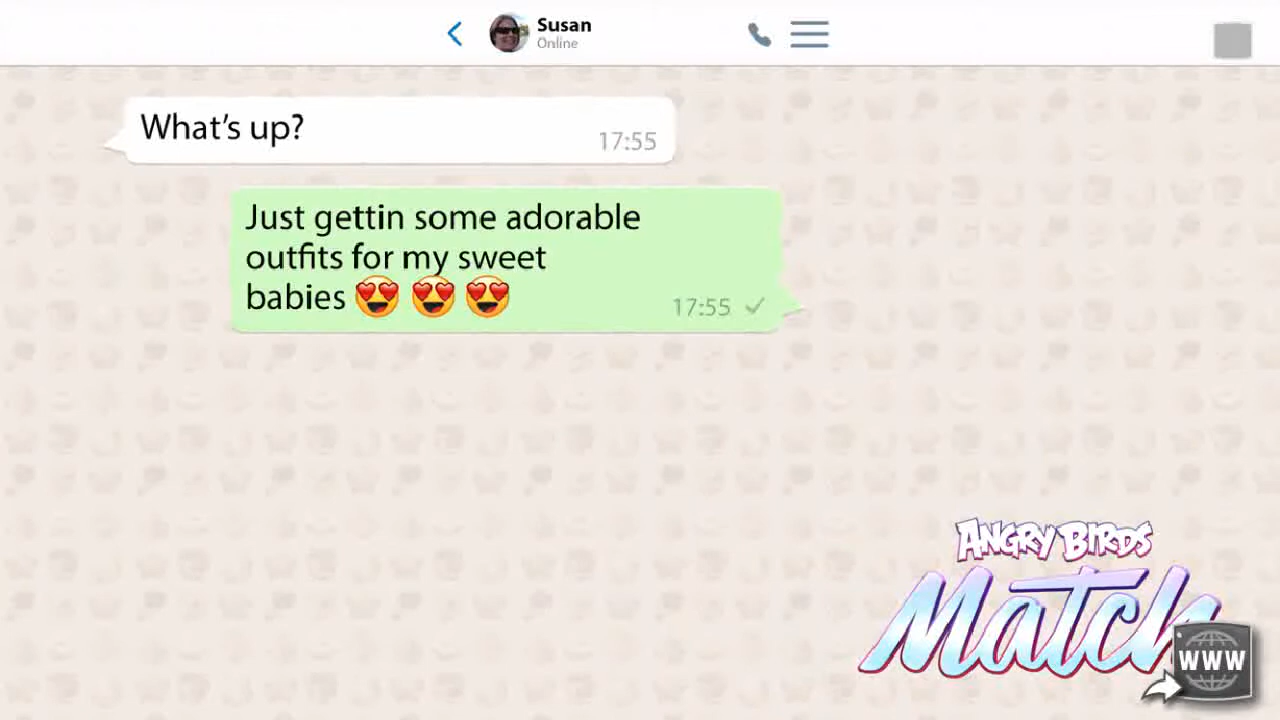 Susan
Online
What's up?
17:55
Just gettin some adorable
outfits for my sweet
babies 😍 😍 😍
17:55 ✓
ANGRY BIRDS
Match
WWW